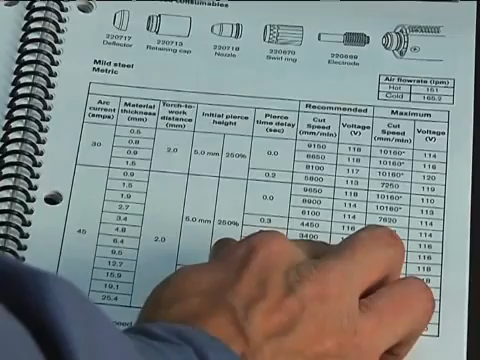 Consumables
220717 220713 220718 220670 220669
Deflector Retaining cap Nozzle Swirl ring Electrode
Mild steel
Metric
Air flowrate (lpm)
Hot 151
Cold 165.2
Recommended Maximum
Arc current (amps) Material thickness (mm) Torch-to-work distance (mm) Initial pierce height Pierce time delay (sec) Cut Speed (mm/min) Voltage (V) Cut Speed (mm/min) Voltage (V)
30 2.0 5.0 mm 250% 0.0
0.5 9150 118 10160* 114
0.8 8650 118 10160* 116
0.9 8100 117 10160* 120
1.5 0.2 5800 113 7250 119
45 2.0 5.0 mm 250% 0.0
0.9 9650 118 10160* 110
1.5 8900 114 10160* 113
1.9 8100 114 7620 114
2.7 0.3 4450 116
3.4 3400 116
4.8 118
6.4
9.5
12.7
15.9
19.1
25.4